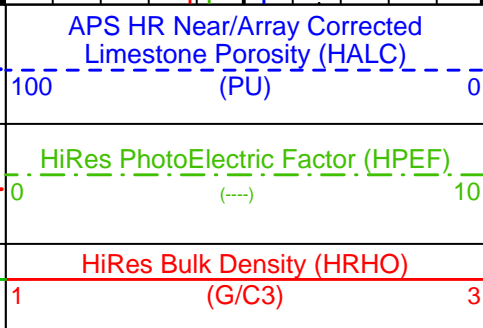 APS HR Near/Array Corrected
Limestone Porosity (HALC)
100 (PU) 0
HiRes PhotoElectric Factor (HPEF)
0 (----) 10
HiRes Bulk Density (HRHO)
1 (G/C3) 3